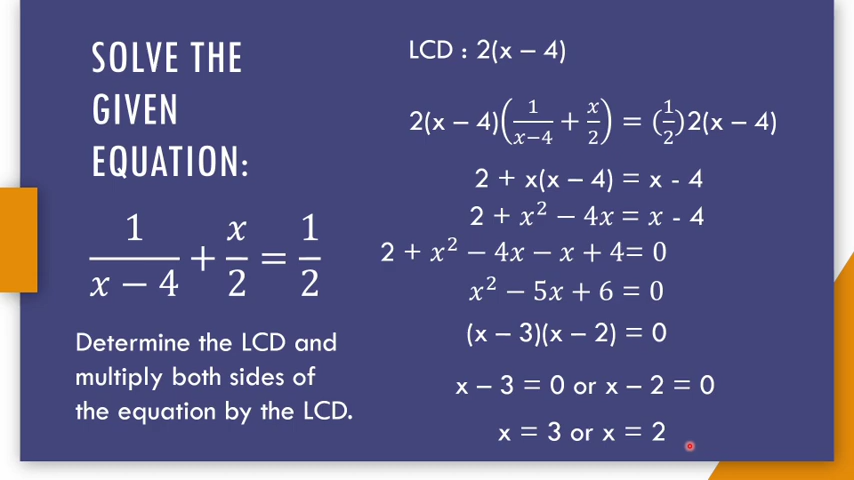 SOLVE THE
GIVEN
EQUATION:
1/(x − 4) + x/2 = 1/2
Determine the LCD and
multiply both sides of
the equation by the LCD.
LCD : 2(x – 4)
2(x – 4)(1/(x−4) + x/2) = (1/2)2(x – 4)
2 + x(x – 4) = x - 4
2 + x² − 4x = x - 4
2 + x² − 4x − x + 4= 0
x² − 5x + 6 = 0
(x – 3)(x – 2) = 0
x – 3 = 0 or x – 2 = 0
x = 3 or x = 2